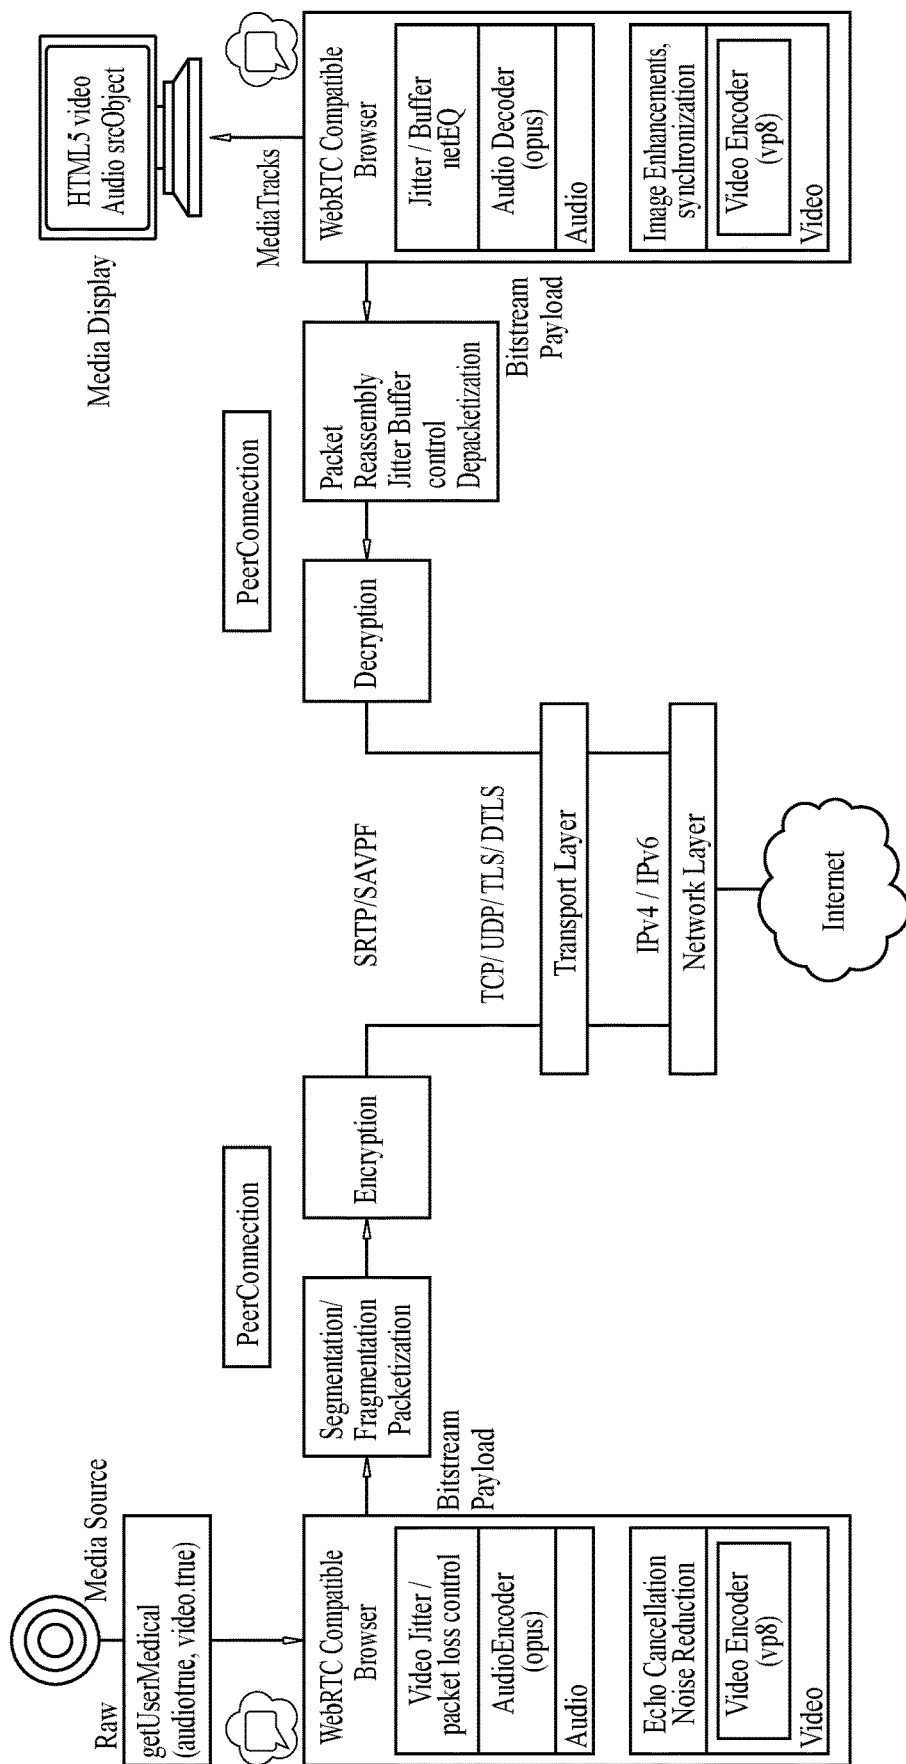 Raw
Media Source
getUserMedical
(audiotrue, video.true)
WebRTC Compatible
Browser
Video Jitter /
packet loss control
AudioEncoder
(opus)
Audio
Echo Cancellation
Noise Reduction
Video Encoder
(vp8)
Video
Bitstream
Payload
PeerConnection
Segmentation/
Fragmentation
Packetization
Encryption
SRTP/SAVPF
TCP/ UDP/ TLS/ DTLS
Transport Layer
IPv4 / IPv6
Network Layer
Internet
PeerConnection
Decryption
Packet
Reassembly
Jitter Buffer
control
Depacketization
Bitstream
Payload
Media Display
HTML5 video
Audio srcObject
MediaTracks
WebRTC Compatible
Browser
Jitter / Buffer
netEQ
Audio Decoder
(opus)
Audio
Image Enhancements,
synchronization
Video Encoder
(vp8)
Video